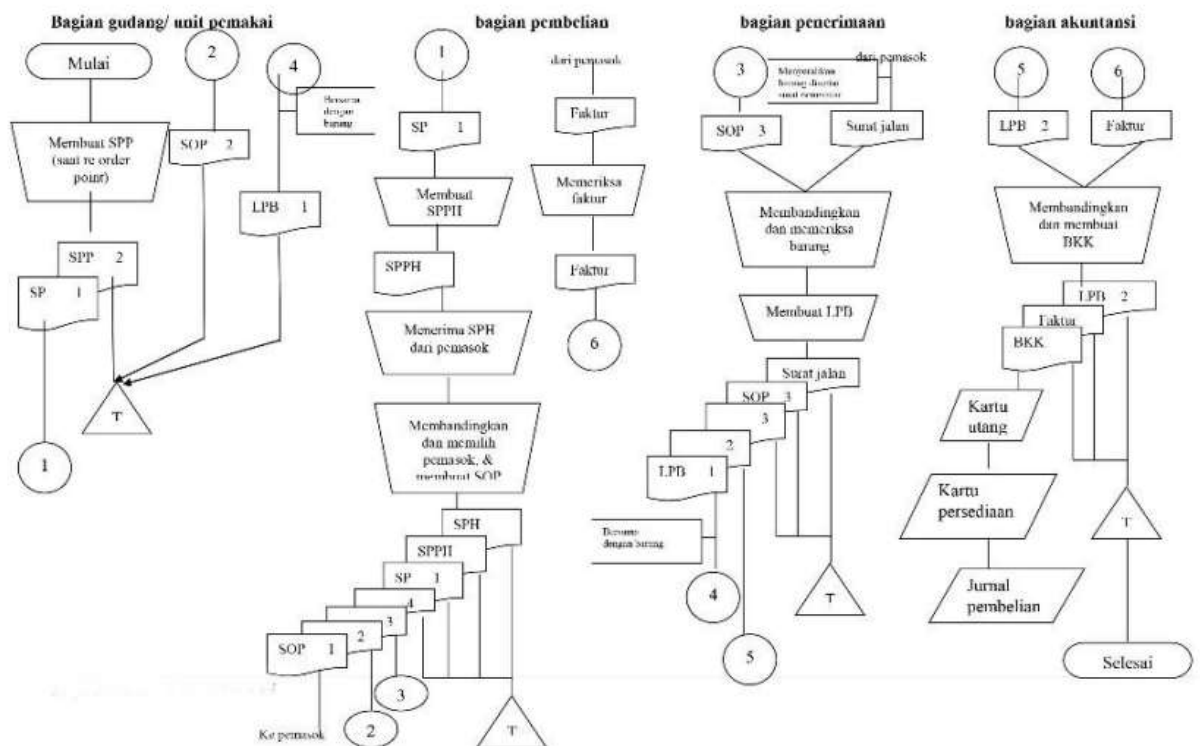 Bagian gudang/ unit pemakai
Mulai
2
4
Bersama
dengan
barang
Membuat SPP
(saat re order
point)
SOP 2
LPB 1
SPP 2
SP 1
T
1
bagian pembelian
1
SP 1
Membuat
SPPH
SPPH
Menerima SPH
dari pemasok
Membandingkan
dan memilih
pemasok, &
membuat SOP
SPH
SPPH
SP 1
4
3
2
SOP 1
Ke pemasok
2
3
T
dari pemasok
Faktur
Memeriksa
faktur
Faktur
6
bagian penerimaan
3
Menyerahkan
barang disertai
dari pemasok
SOP 3
Surat jalan
Membandingkan
dan memeriksa
barang
Membuat LPB
Surat jalan
SOP 3
3
2
LPB 1
Bersama
dengan barang
4
5
T
bagian akuntansi
5
6
LPB 2
Faktur
Membandingkan
dan membuat
BKK
LPB 2
Faktur
BKK
Kartu
utang
Kartu
persediaan
Jurnal
pembelian
T
Selesai